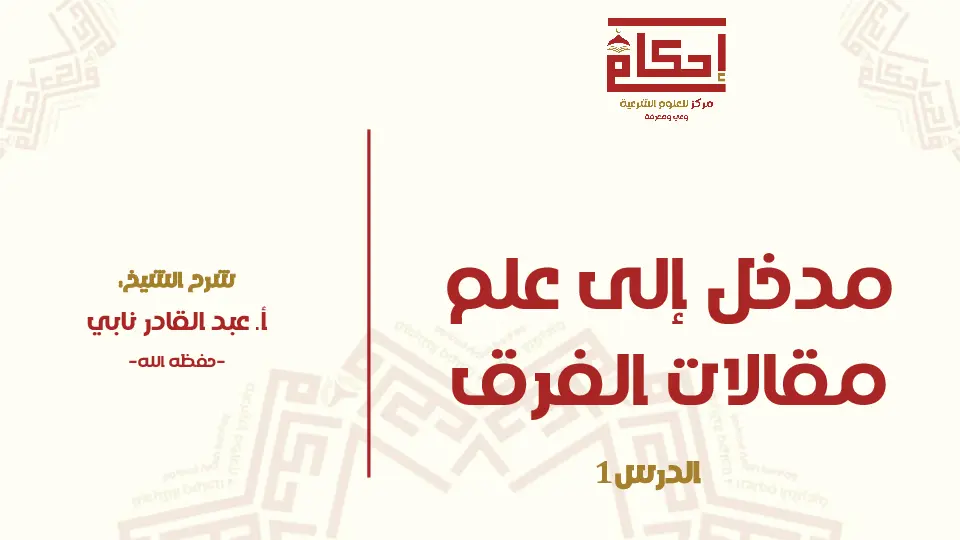 إحكام
مركز للعلوم الشرعية
وعي ومعرفة
مدخل إلى علم
مقالات الفرق
الدرس1
شرح الشيخ:
أ. عبد القادر نابي
-حفظه الله-